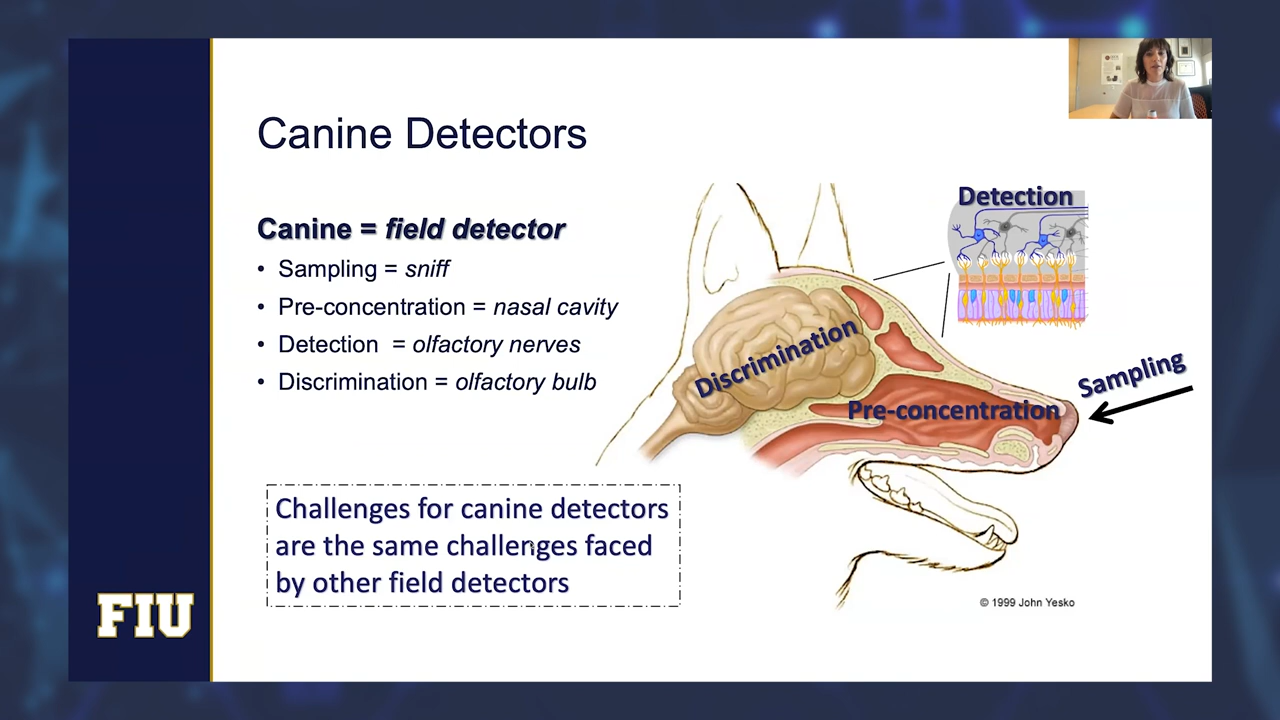 Canine Detectors
Canine = field detector
• Sampling = sniff
• Pre-concentration = nasal cavity
• Detection = olfactory nerves
• Discrimination = olfactory bulb
Challenges for canine detectors
are the same challenges faced
by other field detectors
Detection
Discrimination
Sampling
Pre-concentration
© 1999 John Yesko
FIU